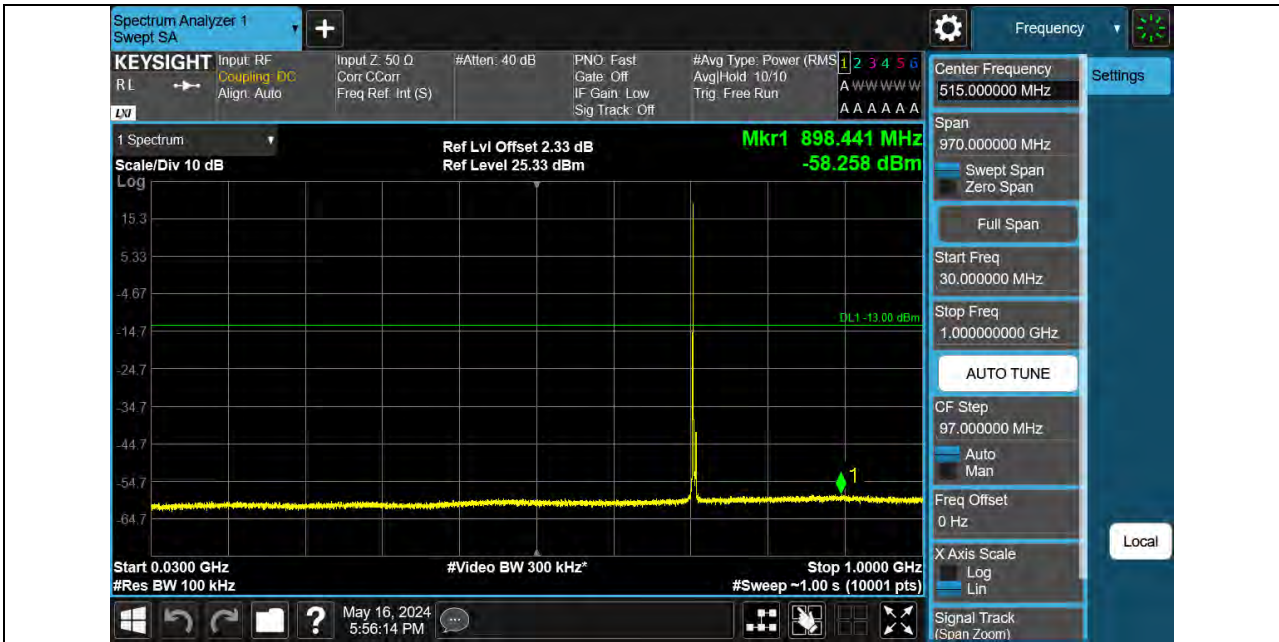 Spectrum Analyzer 1
Swept SA
Frequency
KEYSIGHT
RL
LXI
Input: RF
Coupling: DC
Align: Auto
Input Z: 50 Ω
Corr CCorr
Freq Ref: Int (S)
#Atten: 40 dB
PNO: Fast
Gate: Off
IF Gain: Low
Sig Track: Off
#Avg Type: Power (RMS
Avg|Hold: 10/10
Trig: Free Run
1 2 3 4 5 6
A W W W W W
A A A A A A
1 Spectrum
Scale/Div 10 dB
Ref Lvl Offset 2.33 dB
Ref Level 25.33 dBm
Mkr1 898.441 MHz
-58.258 dBm
Log
15.3
5.33
-4.67
-14.7
-24.7
-34.7
-44.7
-54.7
-64.7
DL1 -13.00 dBm
1
Start 0.0300 GHz
#Res BW 100 kHz
#Video BW 300 kHz*
Stop 1.0000 GHz
#Sweep ~1.00 s (10001 pts)
May 16, 2024
5:56:14 PM
Center Frequency
515.000000 MHz
Span
970.000000 MHz
Swept Span
Zero Span
Full Span
Start Freq
30.000000 MHz
Stop Freq
1.000000000 GHz
AUTO TUNE
CF Step
97.000000 MHz
Auto
Man
Freq Offset
0 Hz
X Axis Scale
Log
Lin
Signal Track
(Span Zoom)
Settings
Local